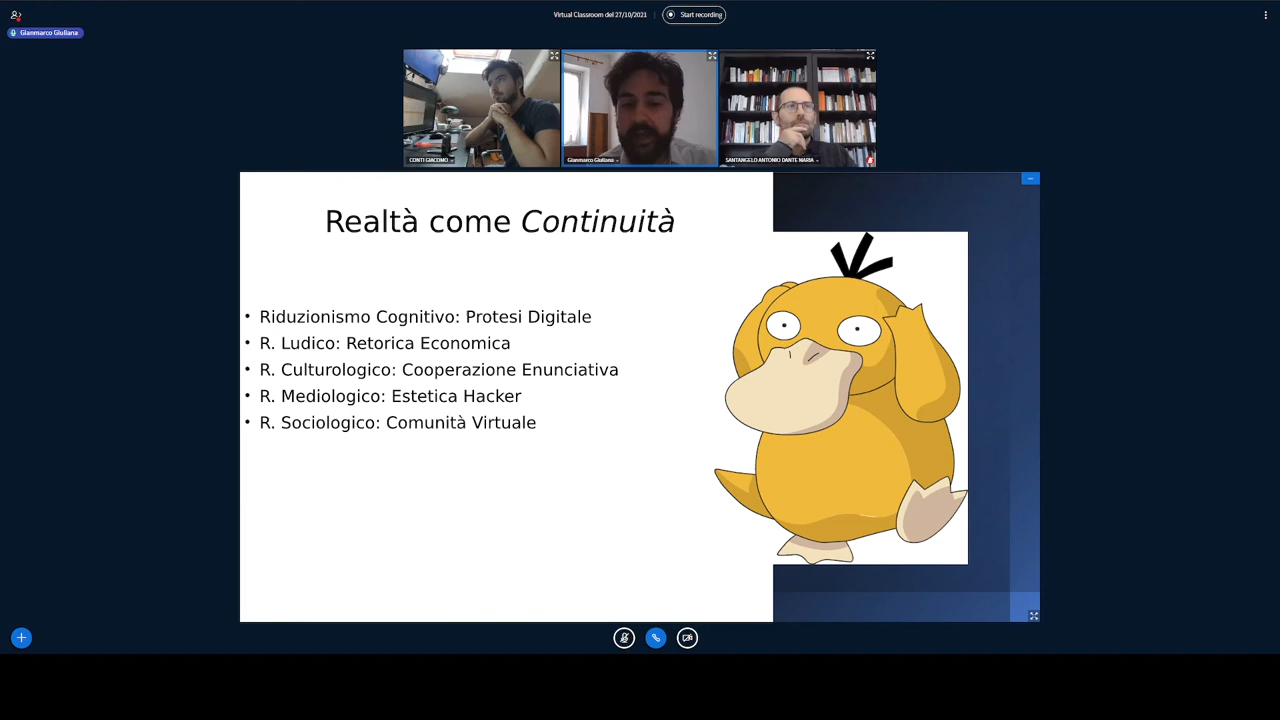 Virtual Classroom del 27/10/2021
Start recording
Gianmarco Giuliana
CONTI GIACOMO
Gianmarco Giuliana
SANTANGELO ANTONIO DANTE MARIA
Realtà come Continuità
• Riduzionismo Cognitivo: Protesi Digitale
• R. Ludico: Retorica Economica
• R. Culturologico: Cooperazione Enunciativa
• R. Mediologico: Estetica Hacker
• R. Sociologico: Comunità Virtuale